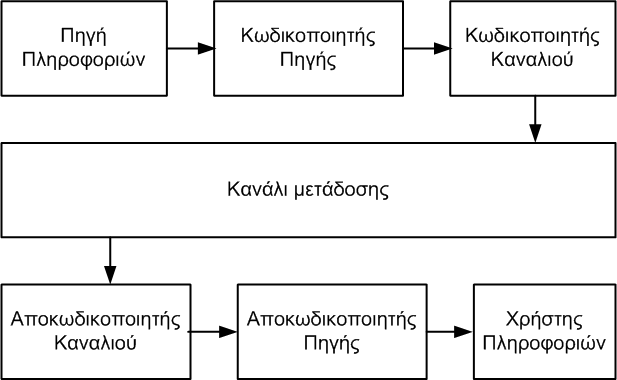 Πηγή
Πληροφοριών
Κωδικοποιητής
Πηγής
Κωδικοποιητής
Καναλιού
Κανάλι μετάδοσης
Αποκωδικοποιητής
Καναλιού
Αποκωδικοποιητής
Πηγής
Χρήστης
Πληροφοριών